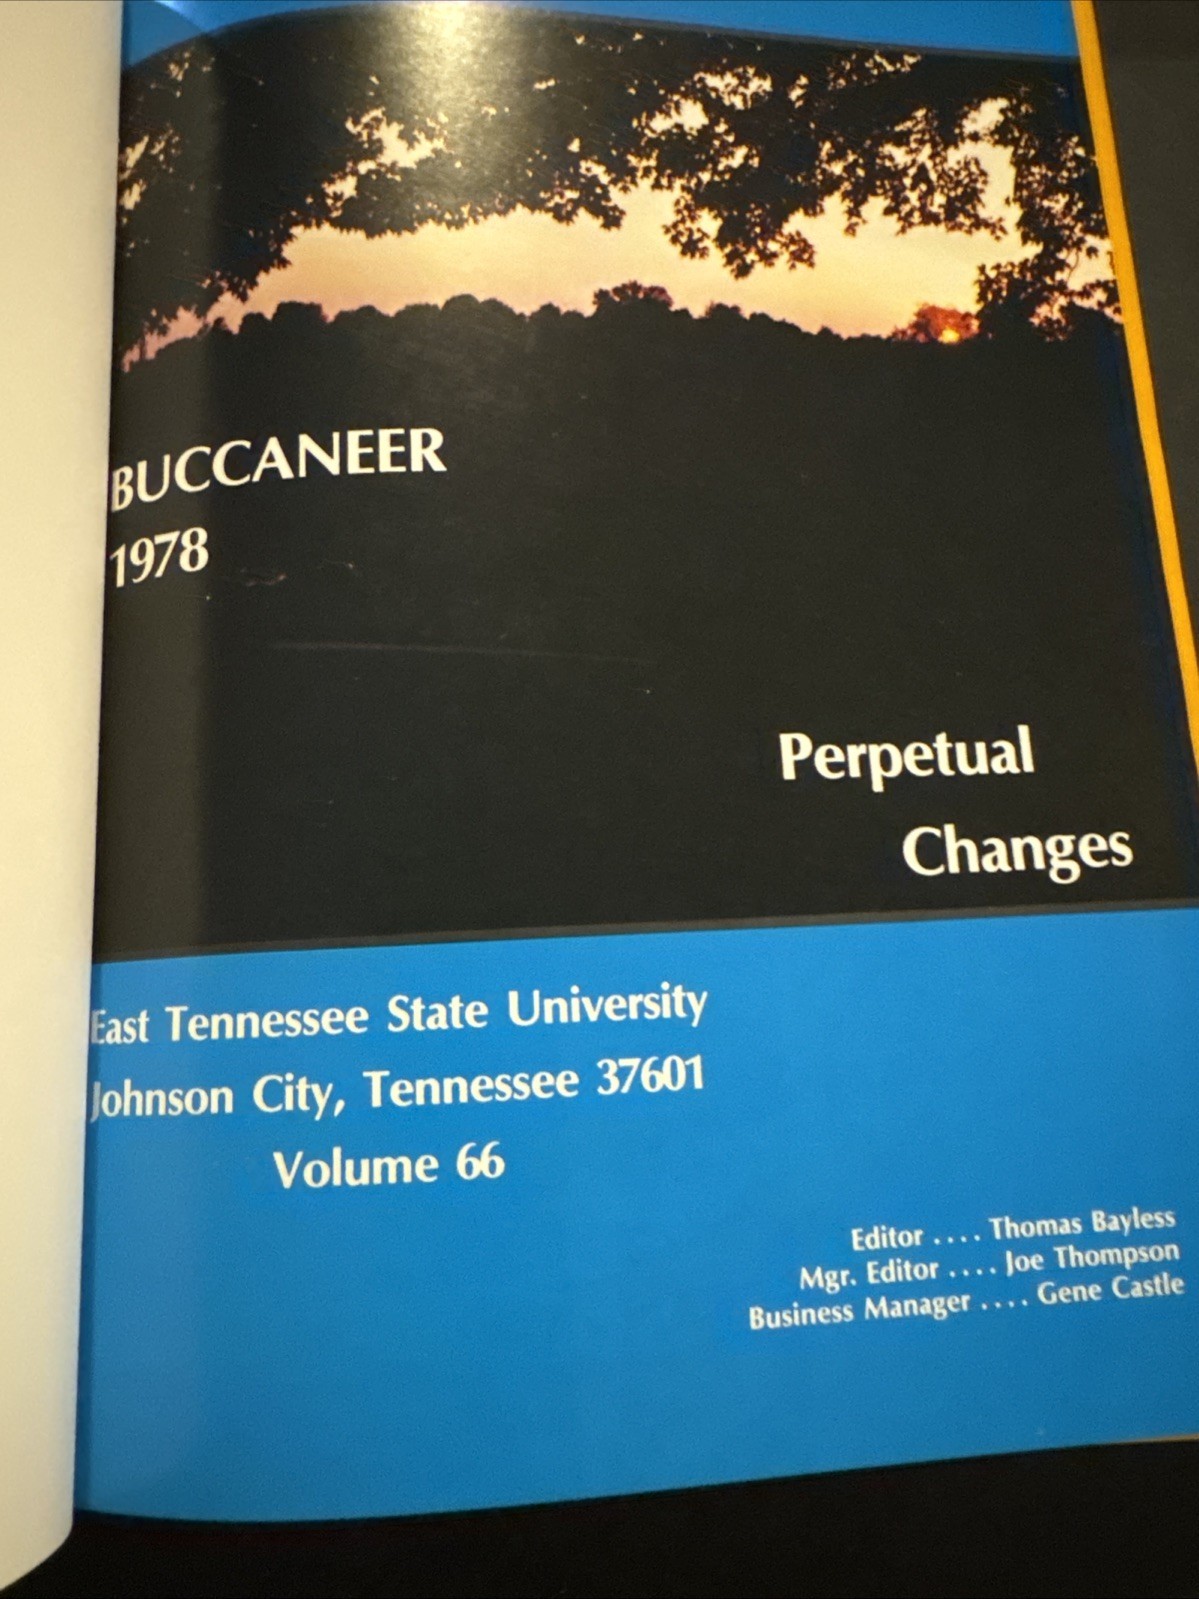 BUCCANEER
1978
Perpetual
Changes
East Tennessee State University
Johnson City, Tennessee 37601
Volume 66
Editor .... Thomas Bayless
Mgr. Editor .... Joe Thompson
Business Manager .... Gene Castle